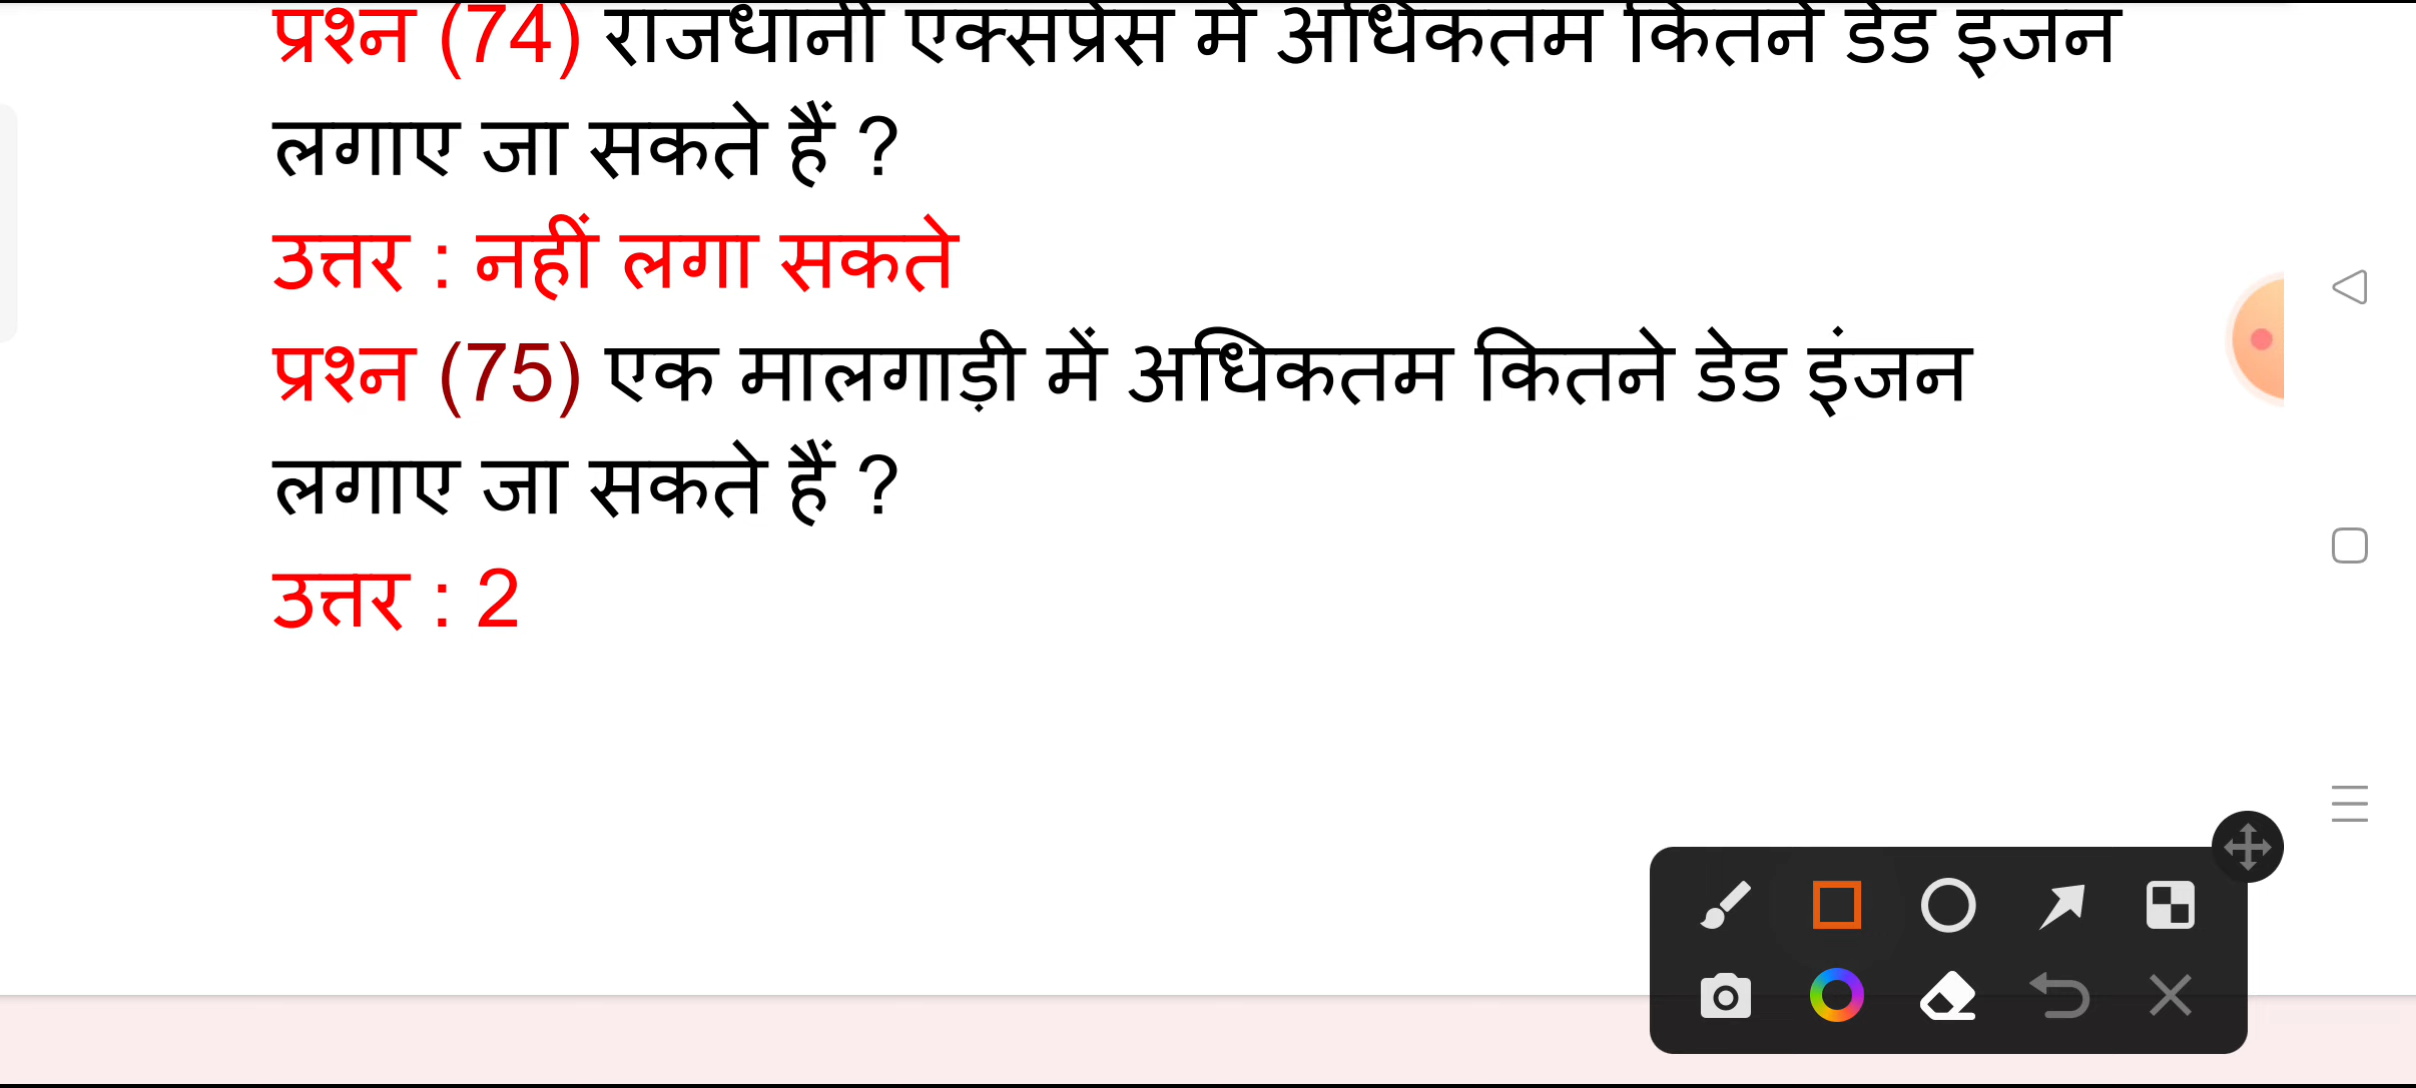 प्रश्न (74) राजधानी एक्सप्रेस में अधिकतम कितने डेड इंजन
लगाए जा सकते हैं ?
उत्तर : नहीं लगा सकते
प्रश्न (75) एक मालगाड़ी में अधिकतम कितने डेड इंजन
लगाए जा सकते हैं ?
उत्तर : 2